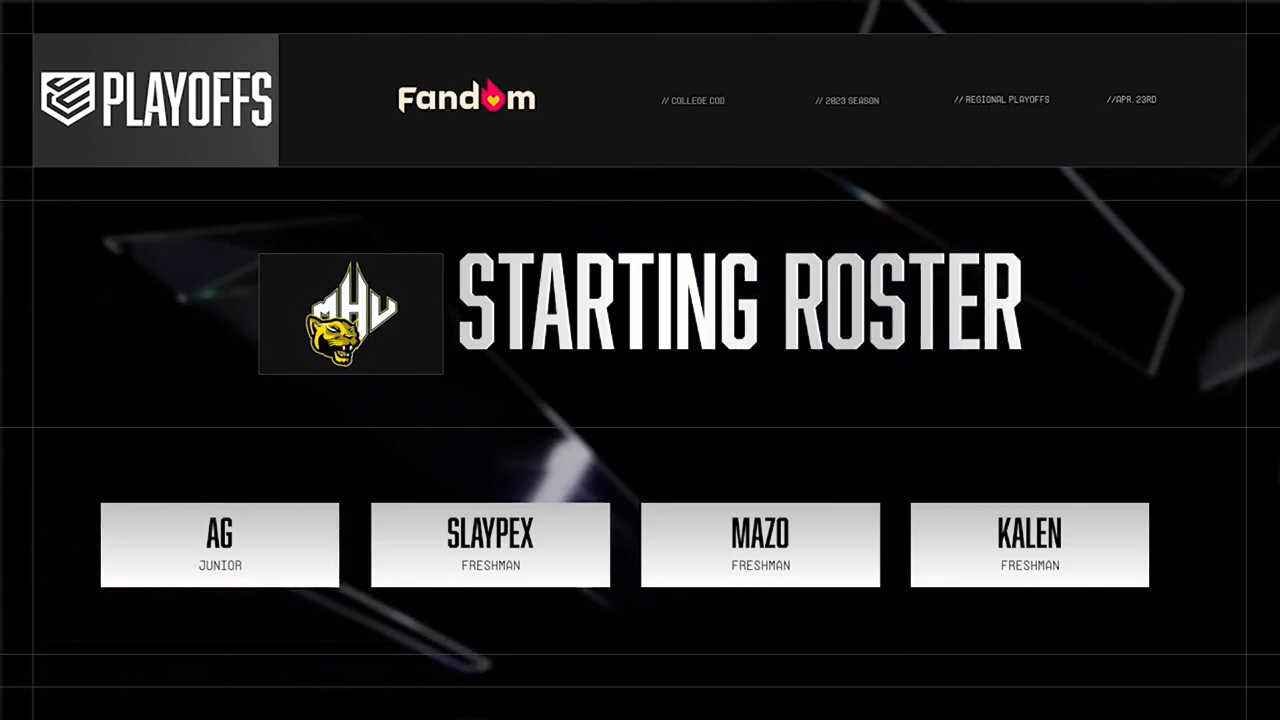 PLAYOFFS
Fandom
// COLLEGE COD
// 2023 SEASON
// REGIONAL PLAYOFFS
//APR. 23RD
MHU
STARTING ROSTER
AG
JUNIOR
SLAYPEX
FRESHMAN
MAZO
FRESHMAN
KALEN
FRESHMAN